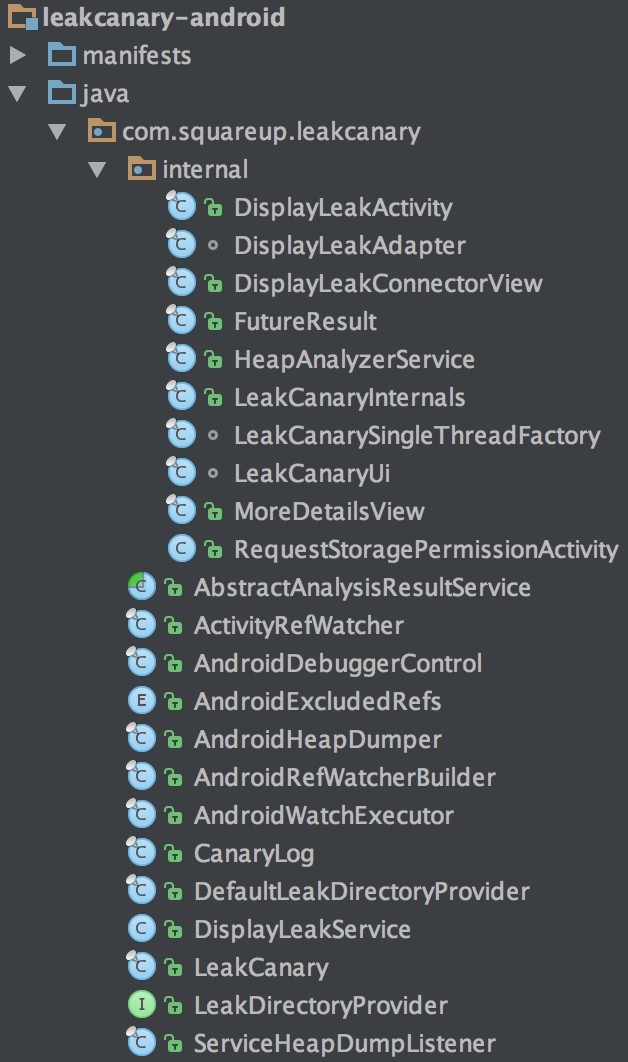 leakcanary-android
manifests
java
com.squareup.leakcanary
internal
C DisplayLeakActivity
C DisplayLeakAdapter
C DisplayLeakConnectorView
C FutureResult
C HeapAnalyzerService
C LeakCanaryInternals
C LeakCanarySingleThreadFactory
C LeakCanaryUi
C MoreDetailsView
C RequestStoragePermissionActivity
C AbstractAnalysisResultService
C ActivityRefWatcher
C AndroidDebuggerControl
E AndroidExcludedRefs
C AndroidHeapDumper
C AndroidRefWatcherBuilder
C AndroidWatchExecutor
C CanaryLog
C DefaultLeakDirectoryProvider
C DisplayLeakService
C LeakCanary
I LeakDirectoryProvider
C ServiceHeapDumpListener